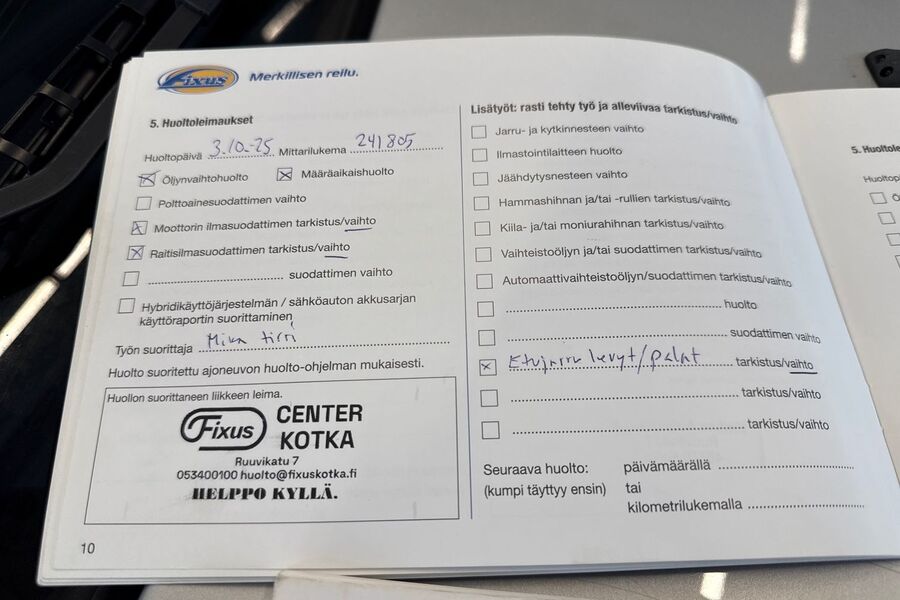 Fixus Merkillisen reilu.
5. Huoltoleimaukset
Huoltopäivä 3.10.-25 Mittarilukema 241805
Öljynvaihtohuolto Määräaikaishuolto
Polttoainesuodattimen vaihto
Moottorin ilmasuodattimen tarkistus/vaihto
Raitisilmasuodattimen tarkistus/vaihto
suodattimen vaihto
Hybridikäyttöjärjestelmän / sähköauton akkusarjan
käyttöraportin suorittaminen
Työn suorittaja Mika tirri
Huolto suoritettu ajoneuvon huolto-ohjelman mukaisesti.
Huollon suorittaneen liikkeen leima.
Fixus CENTER
KOTKA
Ruuvikatu 7
053400100 huolto@fixuskotka.fi
HELPPO KYLLÄ.
10
Lisätyöt: rasti tehty työ ja alleviivaa tarkistus/vaihto
Jarru- ja kytkinnesteen vaihto
Ilmastointilaitteen huolto
Jäähdytysnesteen vaihto
Hammashihnan ja/tai -rullien tarkistus/vaihto
Kiila- ja/tai moniurahihnan tarkistus/vaihto
Vaihteistoöljyn ja/tai suodattimen tarkistus/vaihto
Automaattivaihteistoöljyn/suodattimen tarkistus/vaihto
huolto
suodattimen vaihto
Etujarru levyt/palat tarkistus/vaihto
tarkistus/vaihto
tarkistus/vaihto
Seuraava huolto: päivämäärällä
(kumpi täyttyy ensin) tai
kilometrilukemalla
5.